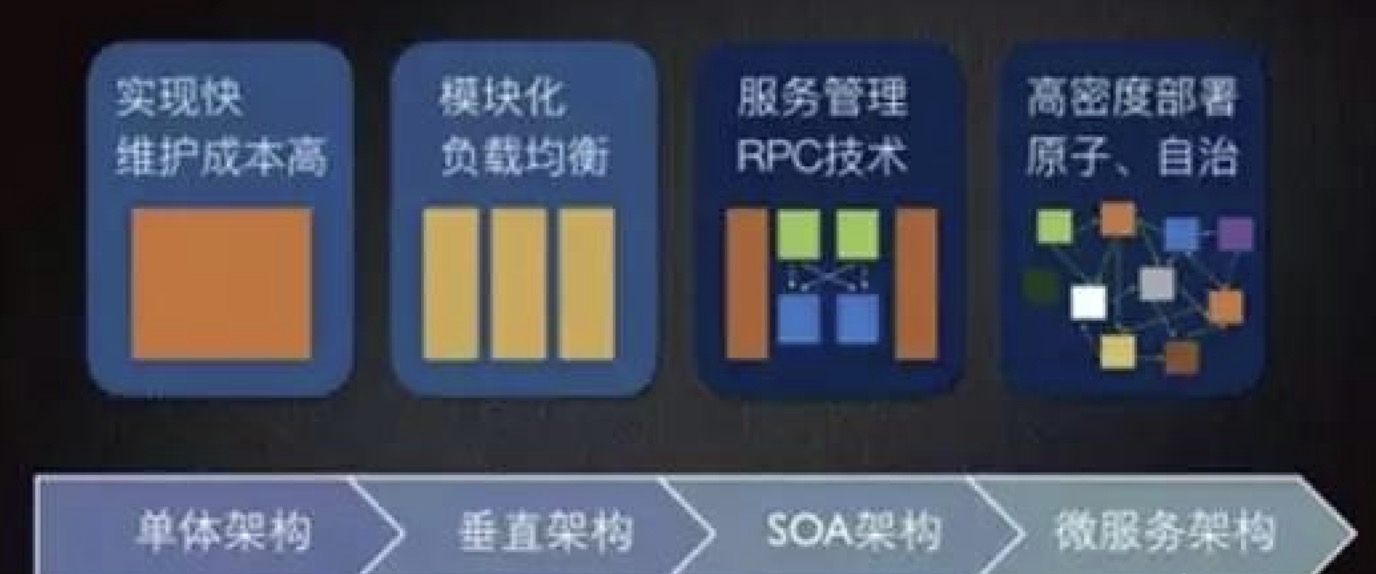 实现快
维护成本高
模块化
负载均衡
服务管理
RPC技术
高密度部署
原子、自治
单体架构
垂直架构
SOA架构
微服务架构